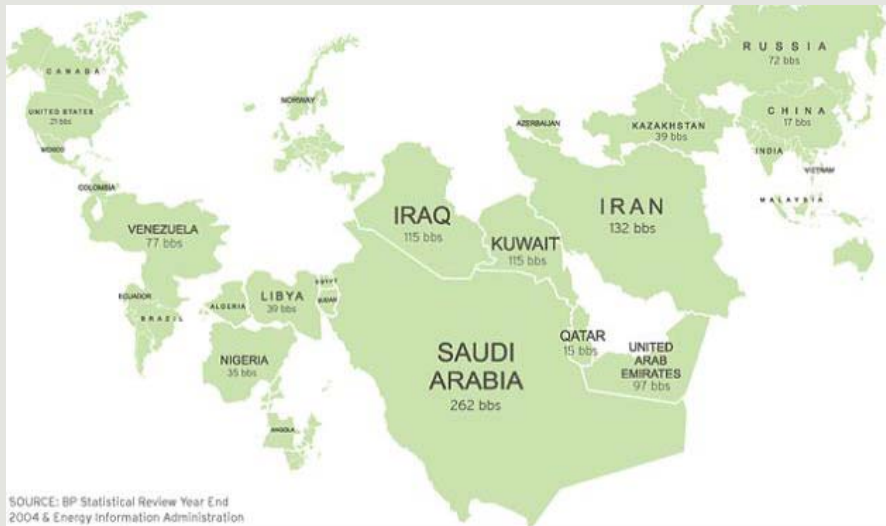 CANADA
UNITED STATES
21 bbs
MEXICO
COLOMBIA
VENEZUELA
77 bbs
ECUADOR
BRAZIL
NORWAY
ALGERIA
LIBYA
39 bbs
EGYPT
SUDAN
NIGERIA
35 bbs
ANGOLA
IRAQ
115 bbs
KUWAIT
115 bbs
SAUDI
ARABIA
262 bbs
QATAR
15 bbs
UNITED
ARAB
EMIRATES
97 bbs
IRAN
132 bbs
AZERBAIJAN
KAZAKHSTAN
39 bbs
RUSSIA
72 bbs
CHINA
17 bbs
INDIA
VIETNAM
MALAYSIA
SOURCE: BP Statistical Review Year End
2004 & Energy Information Administration